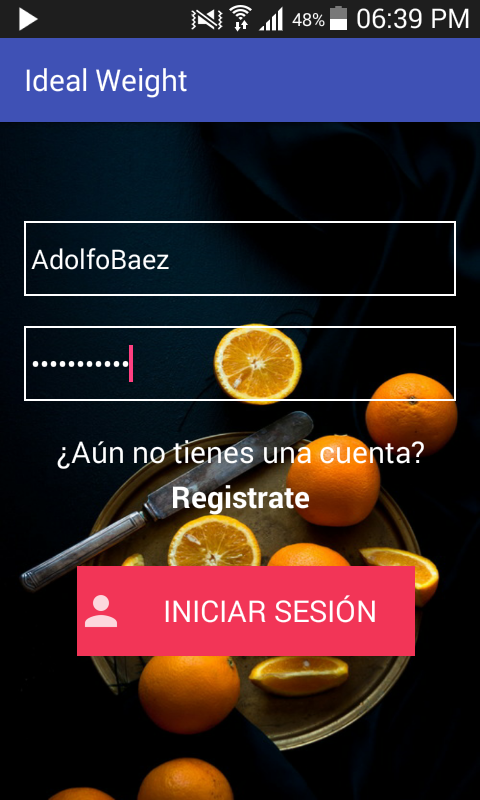 48% 06:39 PM
Ideal Weight
AdolfoBaez
•••••••••••
¿Aún no tienes una cuenta?
Registrate
INICIAR SESIÓN